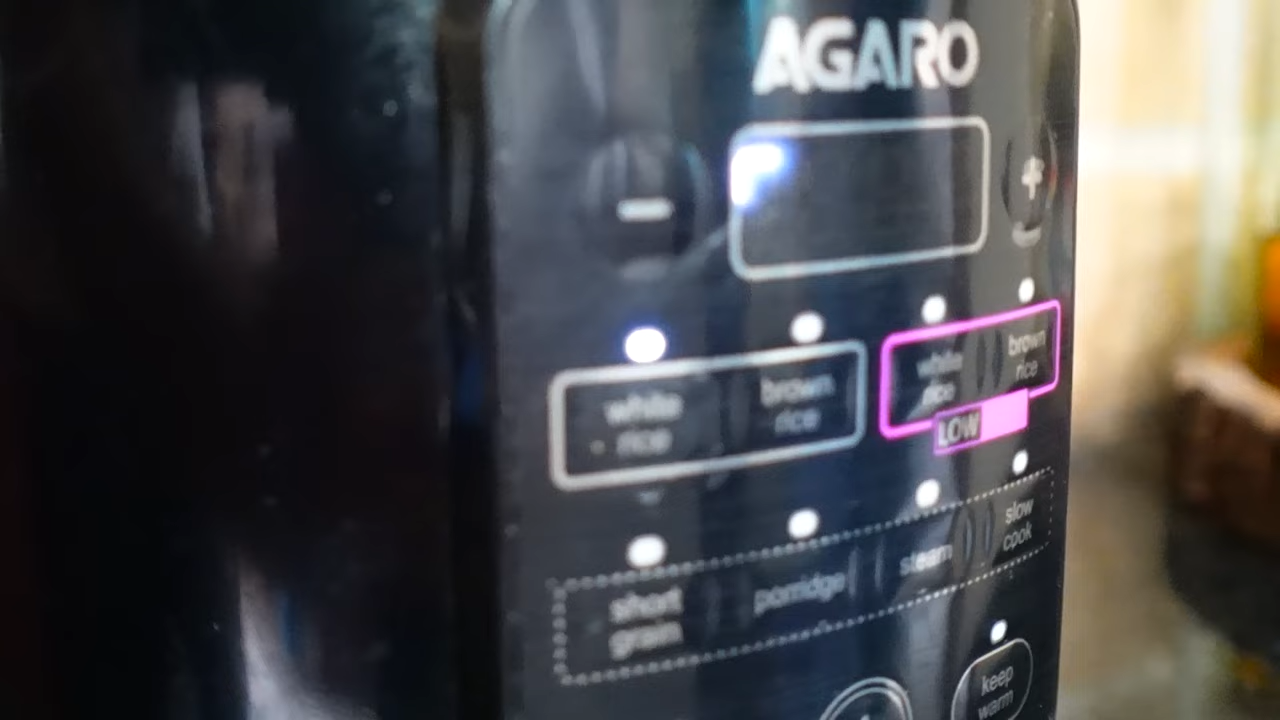 AGARO
− +
white rice
brown rice
white rice
brown rice
LOW
short grain
porridge
steam
slow cook
keep warm